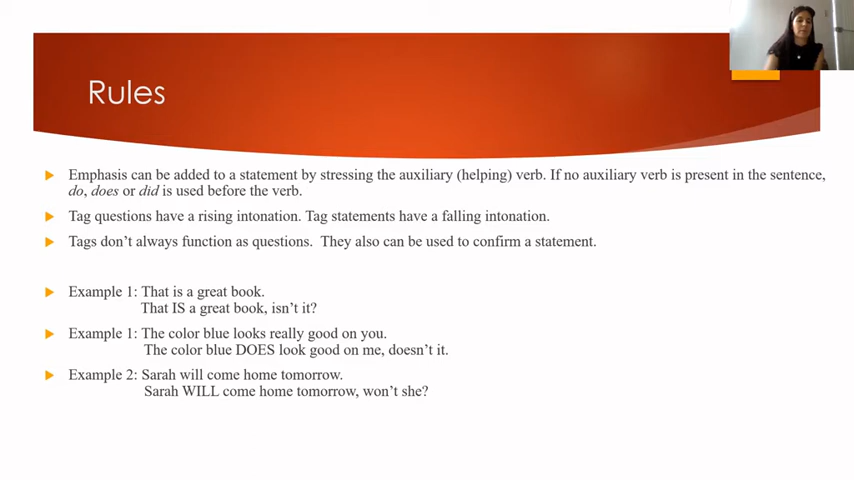 Rules
Emphasis can be added to a statement by stressing the auxiliary (helping) verb. If no auxiliary verb is present in the sentence,
do, does or did is used before the verb.
Tag questions have a rising intonation. Tag statements have a falling intonation.
Tags don’t always function as questions.  They also can be used to confirm a statement.
Example 1: That is a great book.
That IS a great book, isn’t it?
Example 1: The color blue looks really good on you.
The color blue DOES look good on me, doesn’t it.
Example 2: Sarah will come home tomorrow.
Sarah WILL come home tomorrow, won’t she?